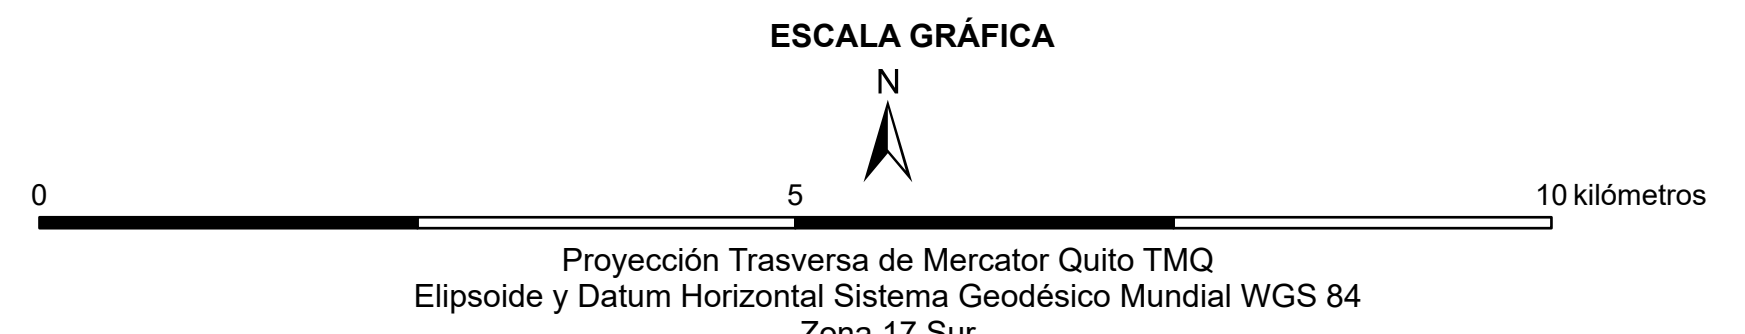 ESCALA GRÁFICA
N
0 5 10 kilómetros
Proyección Trasversa de Mercator Quito TMQ
Elipsoide y Datum Horizontal Sistema Geodésico Mundial WGS 84
Zona 17 Sur